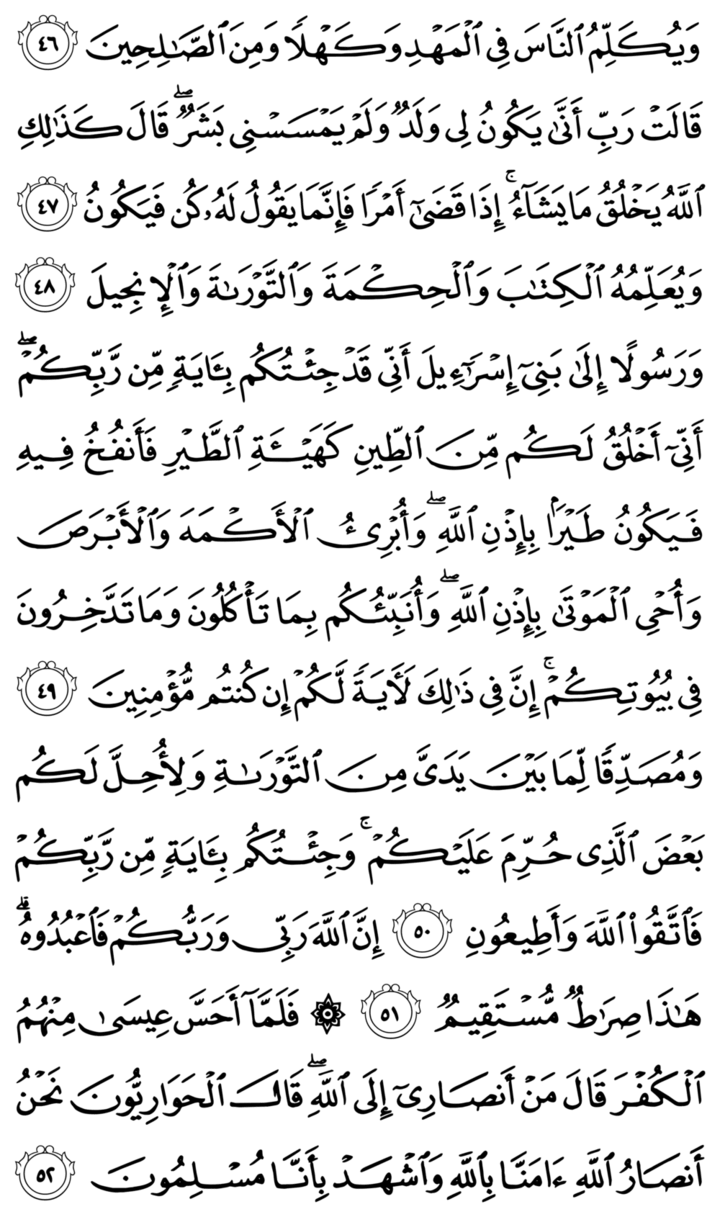 وَيُكَلِّمُ ٱلنَّاسَ فِي ٱلۡمَهۡدِ وَكَهۡلٗا وَمِنَ ٱلصَّٰلِحِينَ ٤٦
قَالَتۡ رَبِّ أَنَّىٰ يَكُونُ لِي وَلَدٞ وَلَمۡ يَمۡسَسۡنِي بَشَرٞۖ قَالَ كَذَٰلِكِ
ٱللَّهُ يَخۡلُقُ مَا يَشَآءُۚ إِذَا قَضَىٰٓ أَمۡرٗا فَإِنَّمَا يَقُولُ لَهُۥ كُن فَيَكُونُ ٤٧
وَيُعَلِّمُهُ ٱلۡكِتَٰبَ وَٱلۡحِكۡمَةَ وَٱلتَّوۡرَىٰةَ وَٱلۡإِنجِيلَ ٤٨
وَرَسُولًا إِلَىٰ بَنِيٓ إِسۡرَٰٓءِيلَ أَنِّي قَدۡ جِئۡتُكُم بِـَٔايَةٖ مِّن رَّبِّكُمۡۖ
أَنِّيٓ أَخۡلُقُ لَكُم مِّنَ ٱلطِّينِ كَهَيۡـَٔةِ ٱلطَّيۡرِ فَأَنفُخُ فِيهِ
فَيَكُونُ طَيۡرَۢا بِإِذۡنِ ٱللَّهِۖ وَأُبۡرِئُ ٱلۡأَكۡمَهَ وَٱلۡأَبۡرَصَ
وَأُحۡيِ ٱلۡمَوۡتَىٰ بِإِذۡنِ ٱللَّهِۖ وَأُنَبِّئُكُم بِمَا تَأۡكُلُونَ وَمَا تَدَّخِرُونَ
فِي بُيُوتِكُمۡۚ إِنَّ فِي ذَٰلِكَ لَأٓيَةٗ لَّكُمۡ إِن كُنتُم مُّؤۡمِنِينَ ٤٩
وَمُصَدِّقٗا لِّمَا بَيۡنَ يَدَيَّ مِنَ ٱلتَّوۡرَىٰةِ وَلِأُحِلَّ لَكُم
بَعۡضَ ٱلَّذِي حُرِّمَ عَلَيۡكُمۡۚ وَجِئۡتُكُم بِـَٔايَةٖ مِّن رَّبِّكُمۡ
فَٱتَّقُواْ ٱللَّهَ وَأَطِيعُونِ ٥٠ إِنَّ ٱللَّهَ رَبِّي وَرَبُّكُمۡ فَٱعۡبُدُوهُۚ
هَٰذَا صِرَٰطٞ مُّسۡتَقِيمٞ ٥١ ۞ فَلَمَّآ أَحَسَّ عِيسَىٰ مِنۡهُمُ
ٱلۡكُفۡرَ قَالَ مَنۡ أَنصَارِيٓ إِلَى ٱللَّهِۖ قَالَ ٱلۡحَوَارِيُّونَ نَحۡنُ
أَنصَارُ ٱللَّهِ ءَامَنَّا بِٱللَّهِ وَٱشۡهَدۡ بِأَنَّا مُسۡلِمُونَ ٥٢